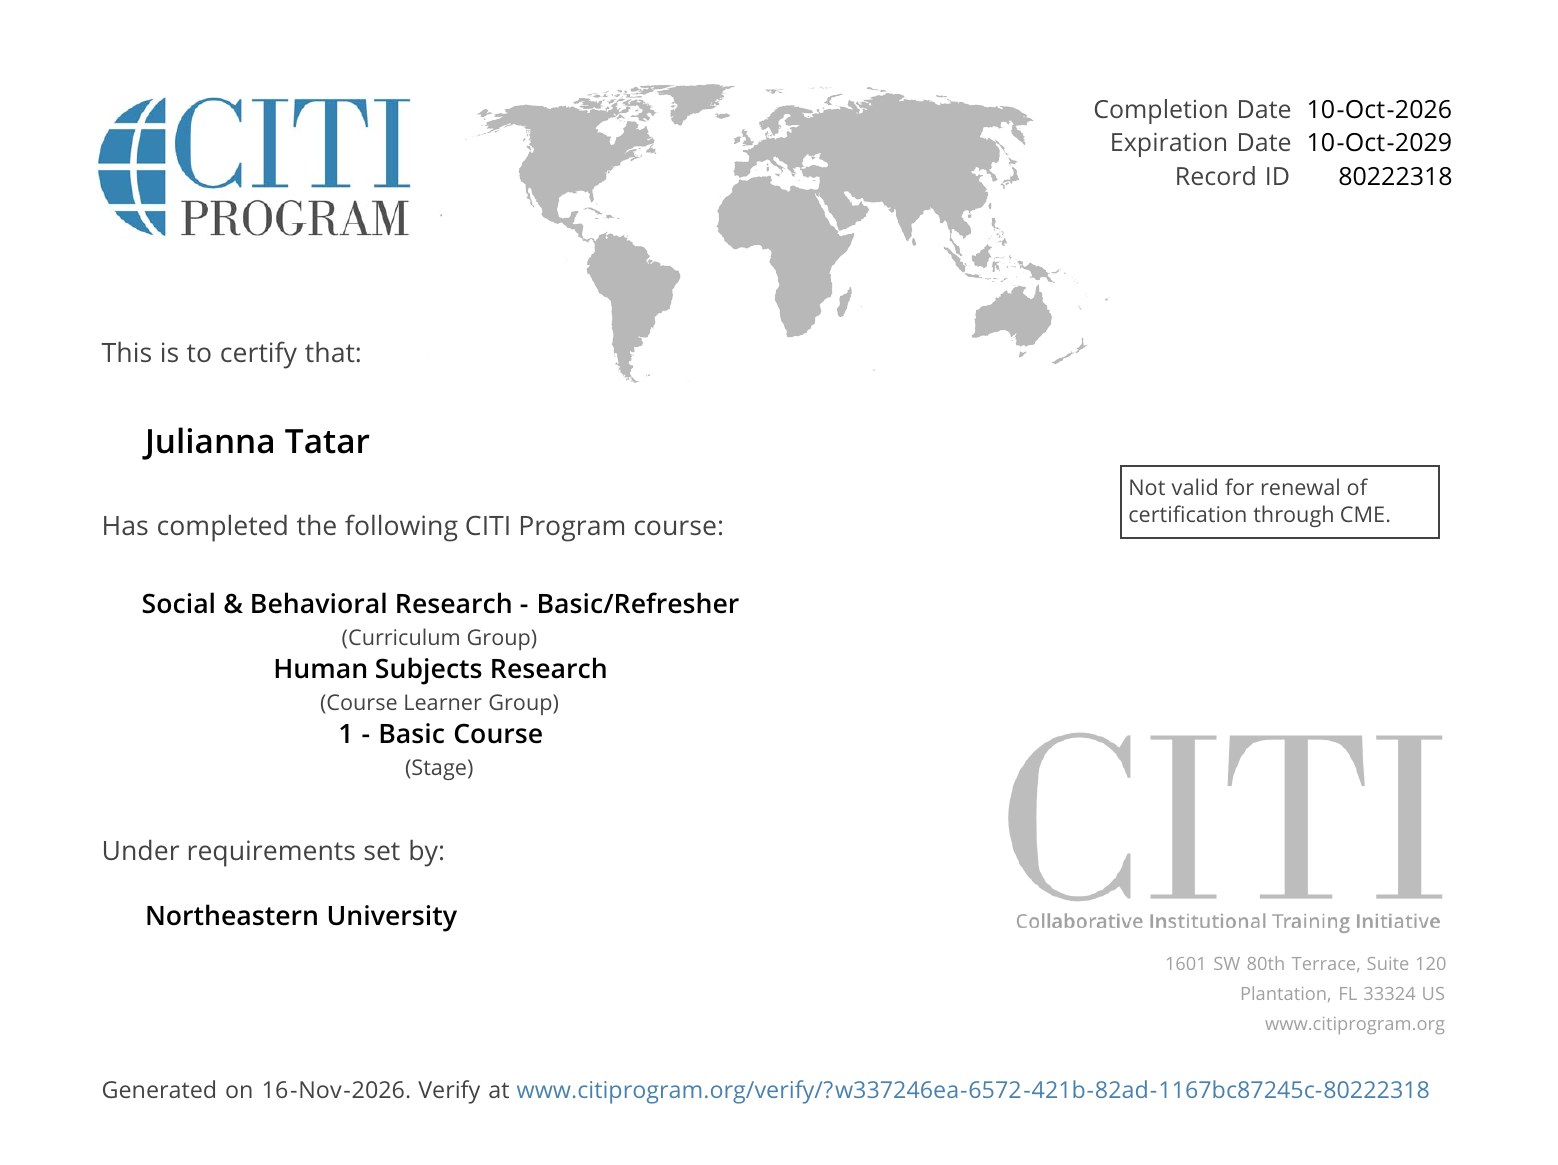 CITI
PROGRAM
Completion Date 10-Oct-2026
Expiration Date 10-Oct-2029
Record ID 80222318
This is to certify that:
Julianna Tatar
Has completed the following CITI Program course:
Not valid for renewal of
certification through CME.
Social & Behavioral Research - Basic/Refresher
(Curriculum Group)
Human Subjects Research
(Course Learner Group)
1 - Basic Course
(Stage)
Under requirements set by:
Northeastern University
CITI
Collaborative Institutional Training Initiative
1601 SW 80th Terrace, Suite 120
Plantation, FL 33324 US
www.citiprogram.org
Generated on 16-Nov-2026. Verify at www.citiprogram.org/verify/?w337246ea-6572-421b-82ad-1167bc87245c-80222318